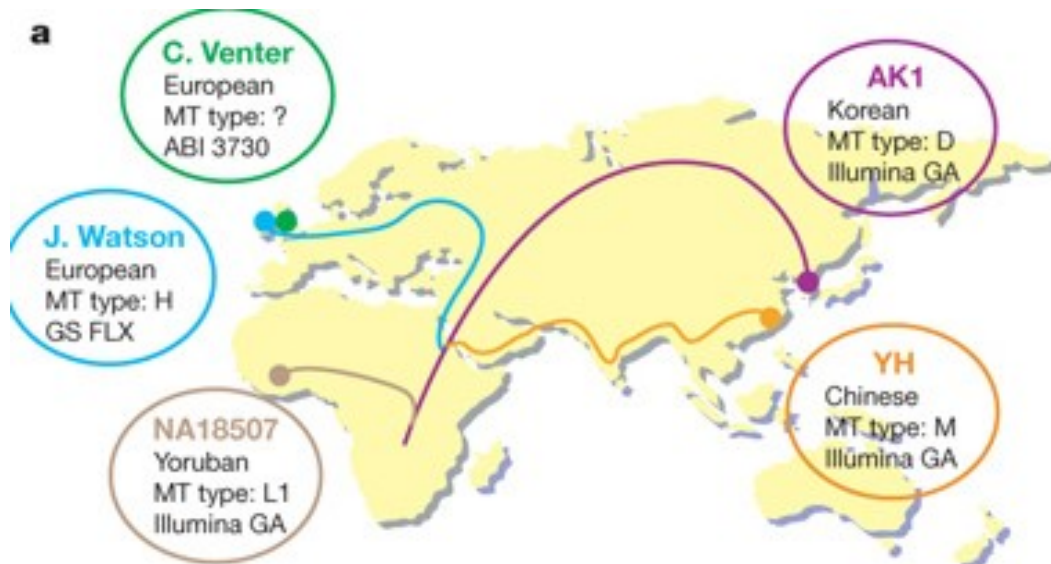 a
C. Venter
European
MT type: ?
ABI 3730
AK1
Korean
MT type: D
Illumina GA
J. Watson
European
MT type: H
GS FLX
YH
Chinese
MT type: M
Illumina GA
NA18507
Yoruban
MT type: L1
Illumina GA